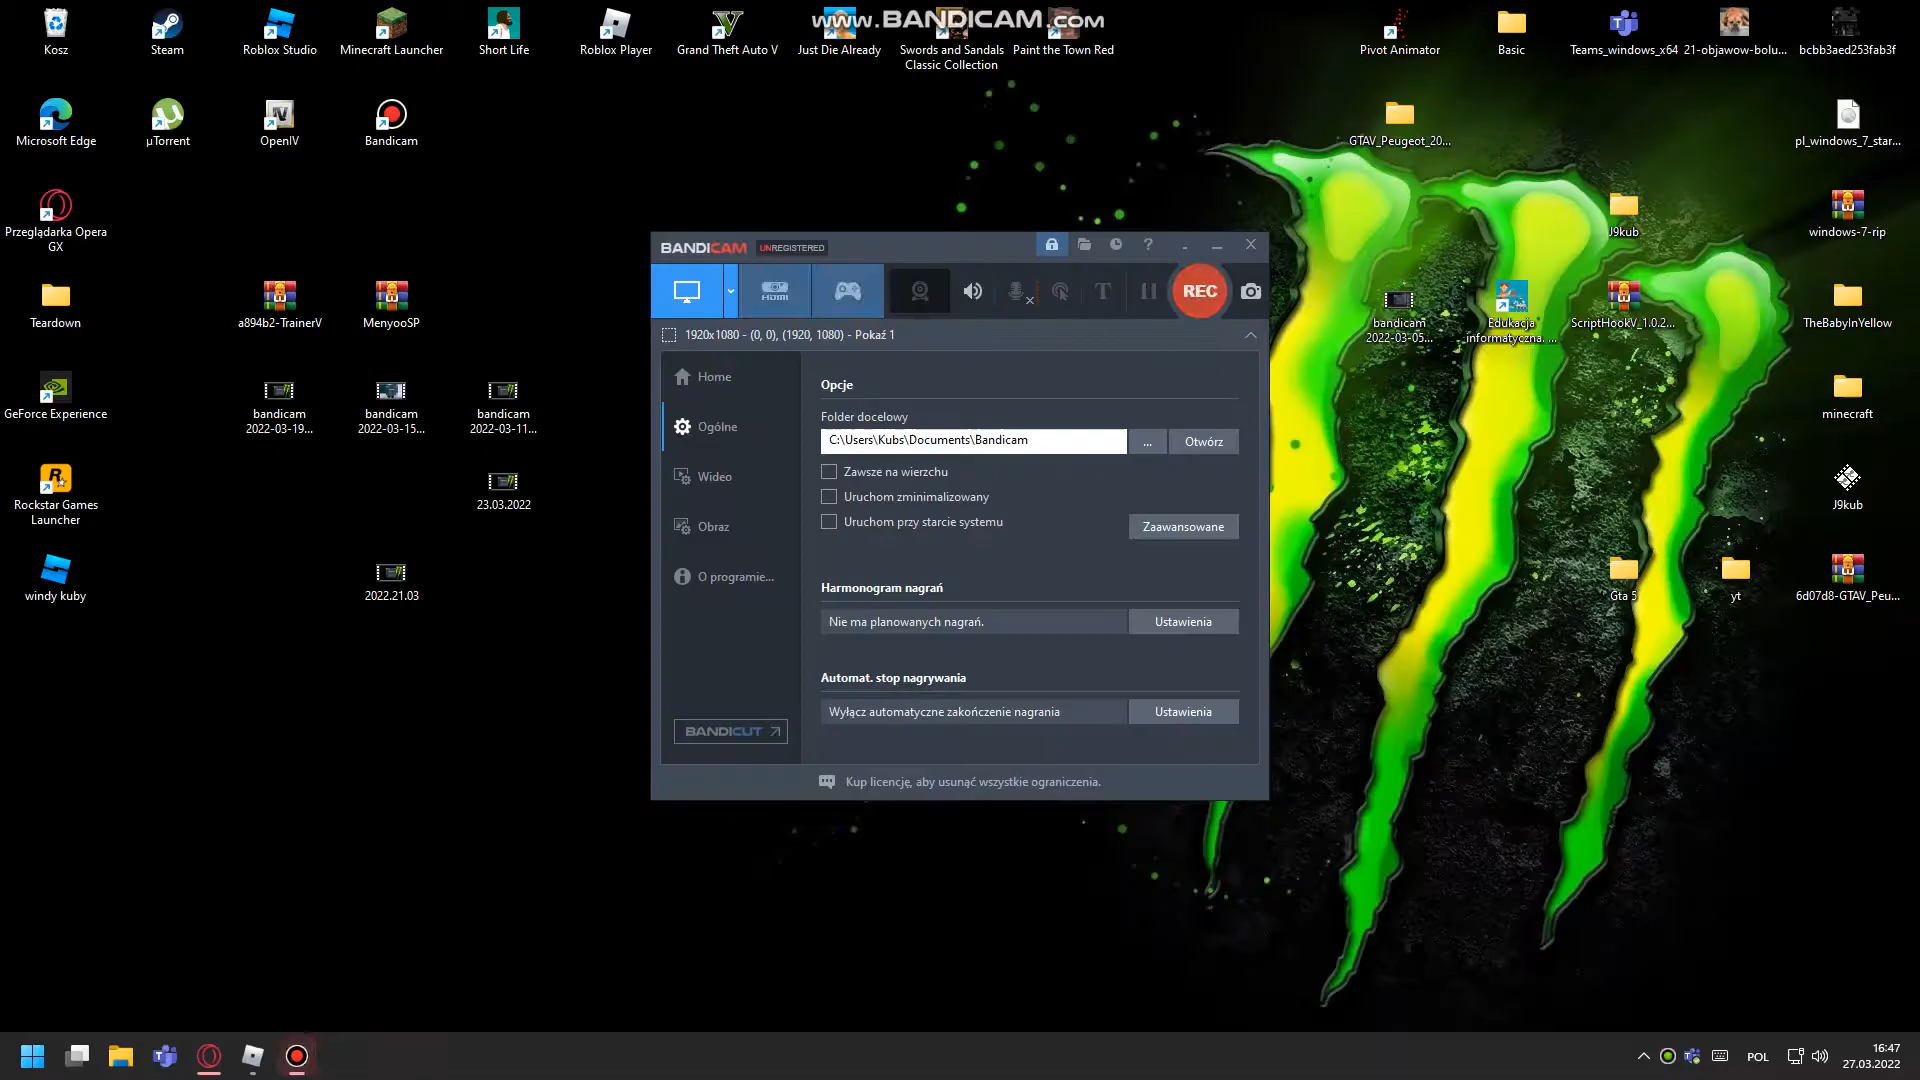 www.BANDICAM.com
Kosz
Steam
Roblox Studio
Minecraft Launcher
Short Life
Roblox Player
Grand Theft Auto V
Just Die Already
Swords and Sandals
Classic Collection
Paint the Town Red
Pivot Animator
Basic
Teams_windows_x64
21-objawow-bolu...
bcbb3aed253fab3f
Microsoft Edge
µTorrent
OpenIV
Bandicam
GTAV_Peugeot_20...
pl_windows_7_star...
Przeglądarka Opera
GX
J9kub
windows-7-rip
Teardown
a894b2-TrainerV
MenyooSP
bandicam
2022-03-05...
Edukacja
informatyczna. ...
ScriptHookV_1.0.2...
TheBabyInYellow
GeForce Experience
bandicam
2022-03-19...
bandicam
2022-03-15...
bandicam
2022-03-11...
minecraft
Rockstar Games
Launcher
23.03.2022
J9kub
windy kuby
2022.21.03
Gta 5
yt
6d07d8-GTAV_Peu...
BANDICAM UNREGISTERED
HDMI
REC
1920x1080 - (0, 0), (1920, 1080) - Pokaż 1
Home
Ogólne
Wideo
Obraz
O programie...
BANDICUT
Opcje
Folder docelowy
C:\Users\Kubs\Documents\Bandicam
...
Otwórz
Zawsze na wierzchu
Uruchom zminimalizowany
Uruchom przy starcie systemu
Zaawansowane
Harmonogram nagrań
Nie ma planowanych nagrań.
Ustawienia
Automat. stop nagrywania
Wyłącz automatyczne zakończenie nagrania
Ustawienia
Kup licencję, aby usunąć wszystkie ograniczenia.
POL
16:47
27.03.2022